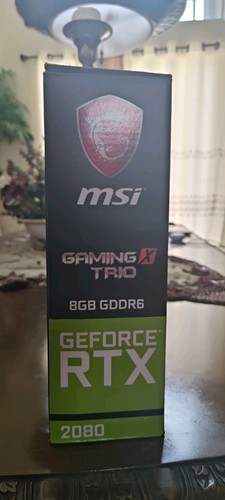 msi
GAMING X
TRIO
8GB GDDR6
GEFORCE
RTX
2080